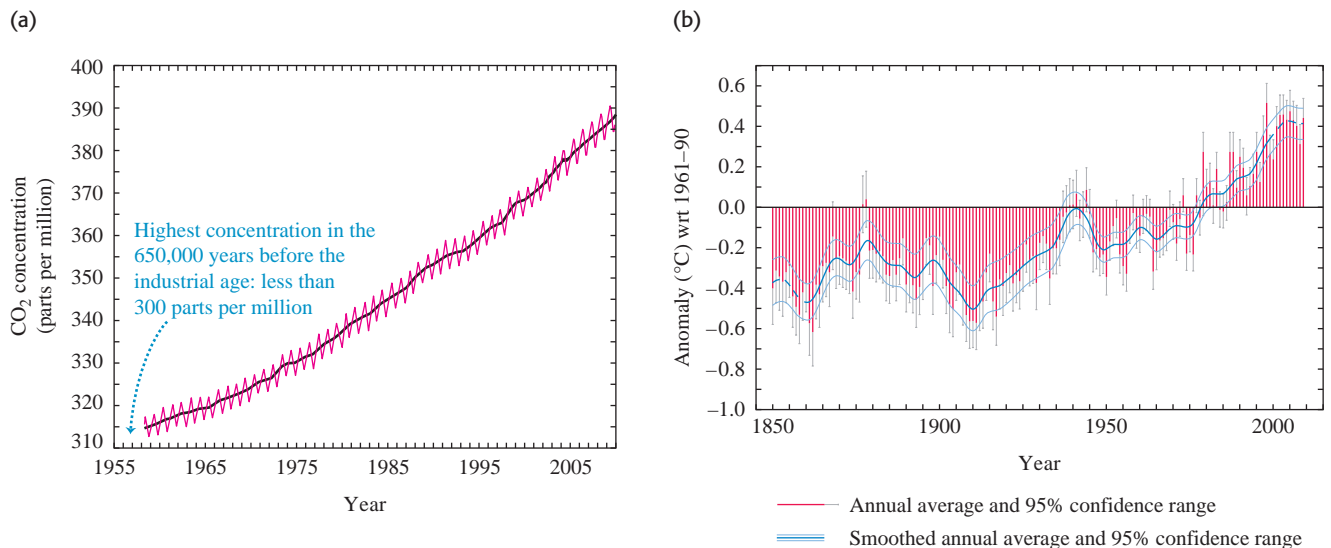 (a)
CO2 concentration
(parts per million)
400
390
380
370
360
350
340
330
320
310
Highest concentration in the
650,000 years before the
industrial age: less than
300 parts per million
1955 1965 1975 1985 1995 2005
Year
(b)
Anomaly (°C) wrt 1961–90
0.6
0.4
0.2
0.0
−0.2
−0.4
−0.6
−0.8
−1.0
1850 1900 1950 2000
Year
Annual average and 95% confidence range
Smoothed annual average and 95% confidence range